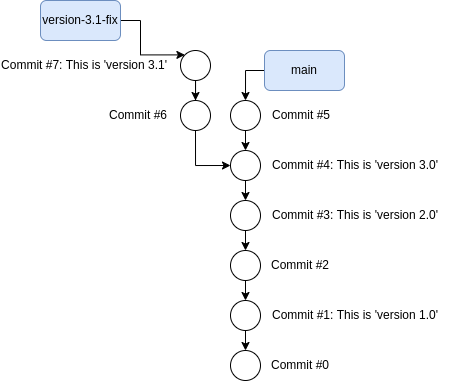 version-3.1-fix
Commit #7: This is 'version 3.1'
main
Commit #6
Commit #5
Commit #4: This is 'version 3.0'
Commit #3: This is 'version 2.0'
Commit #2
Commit #1: This is 'version 1.0'
Commit #0